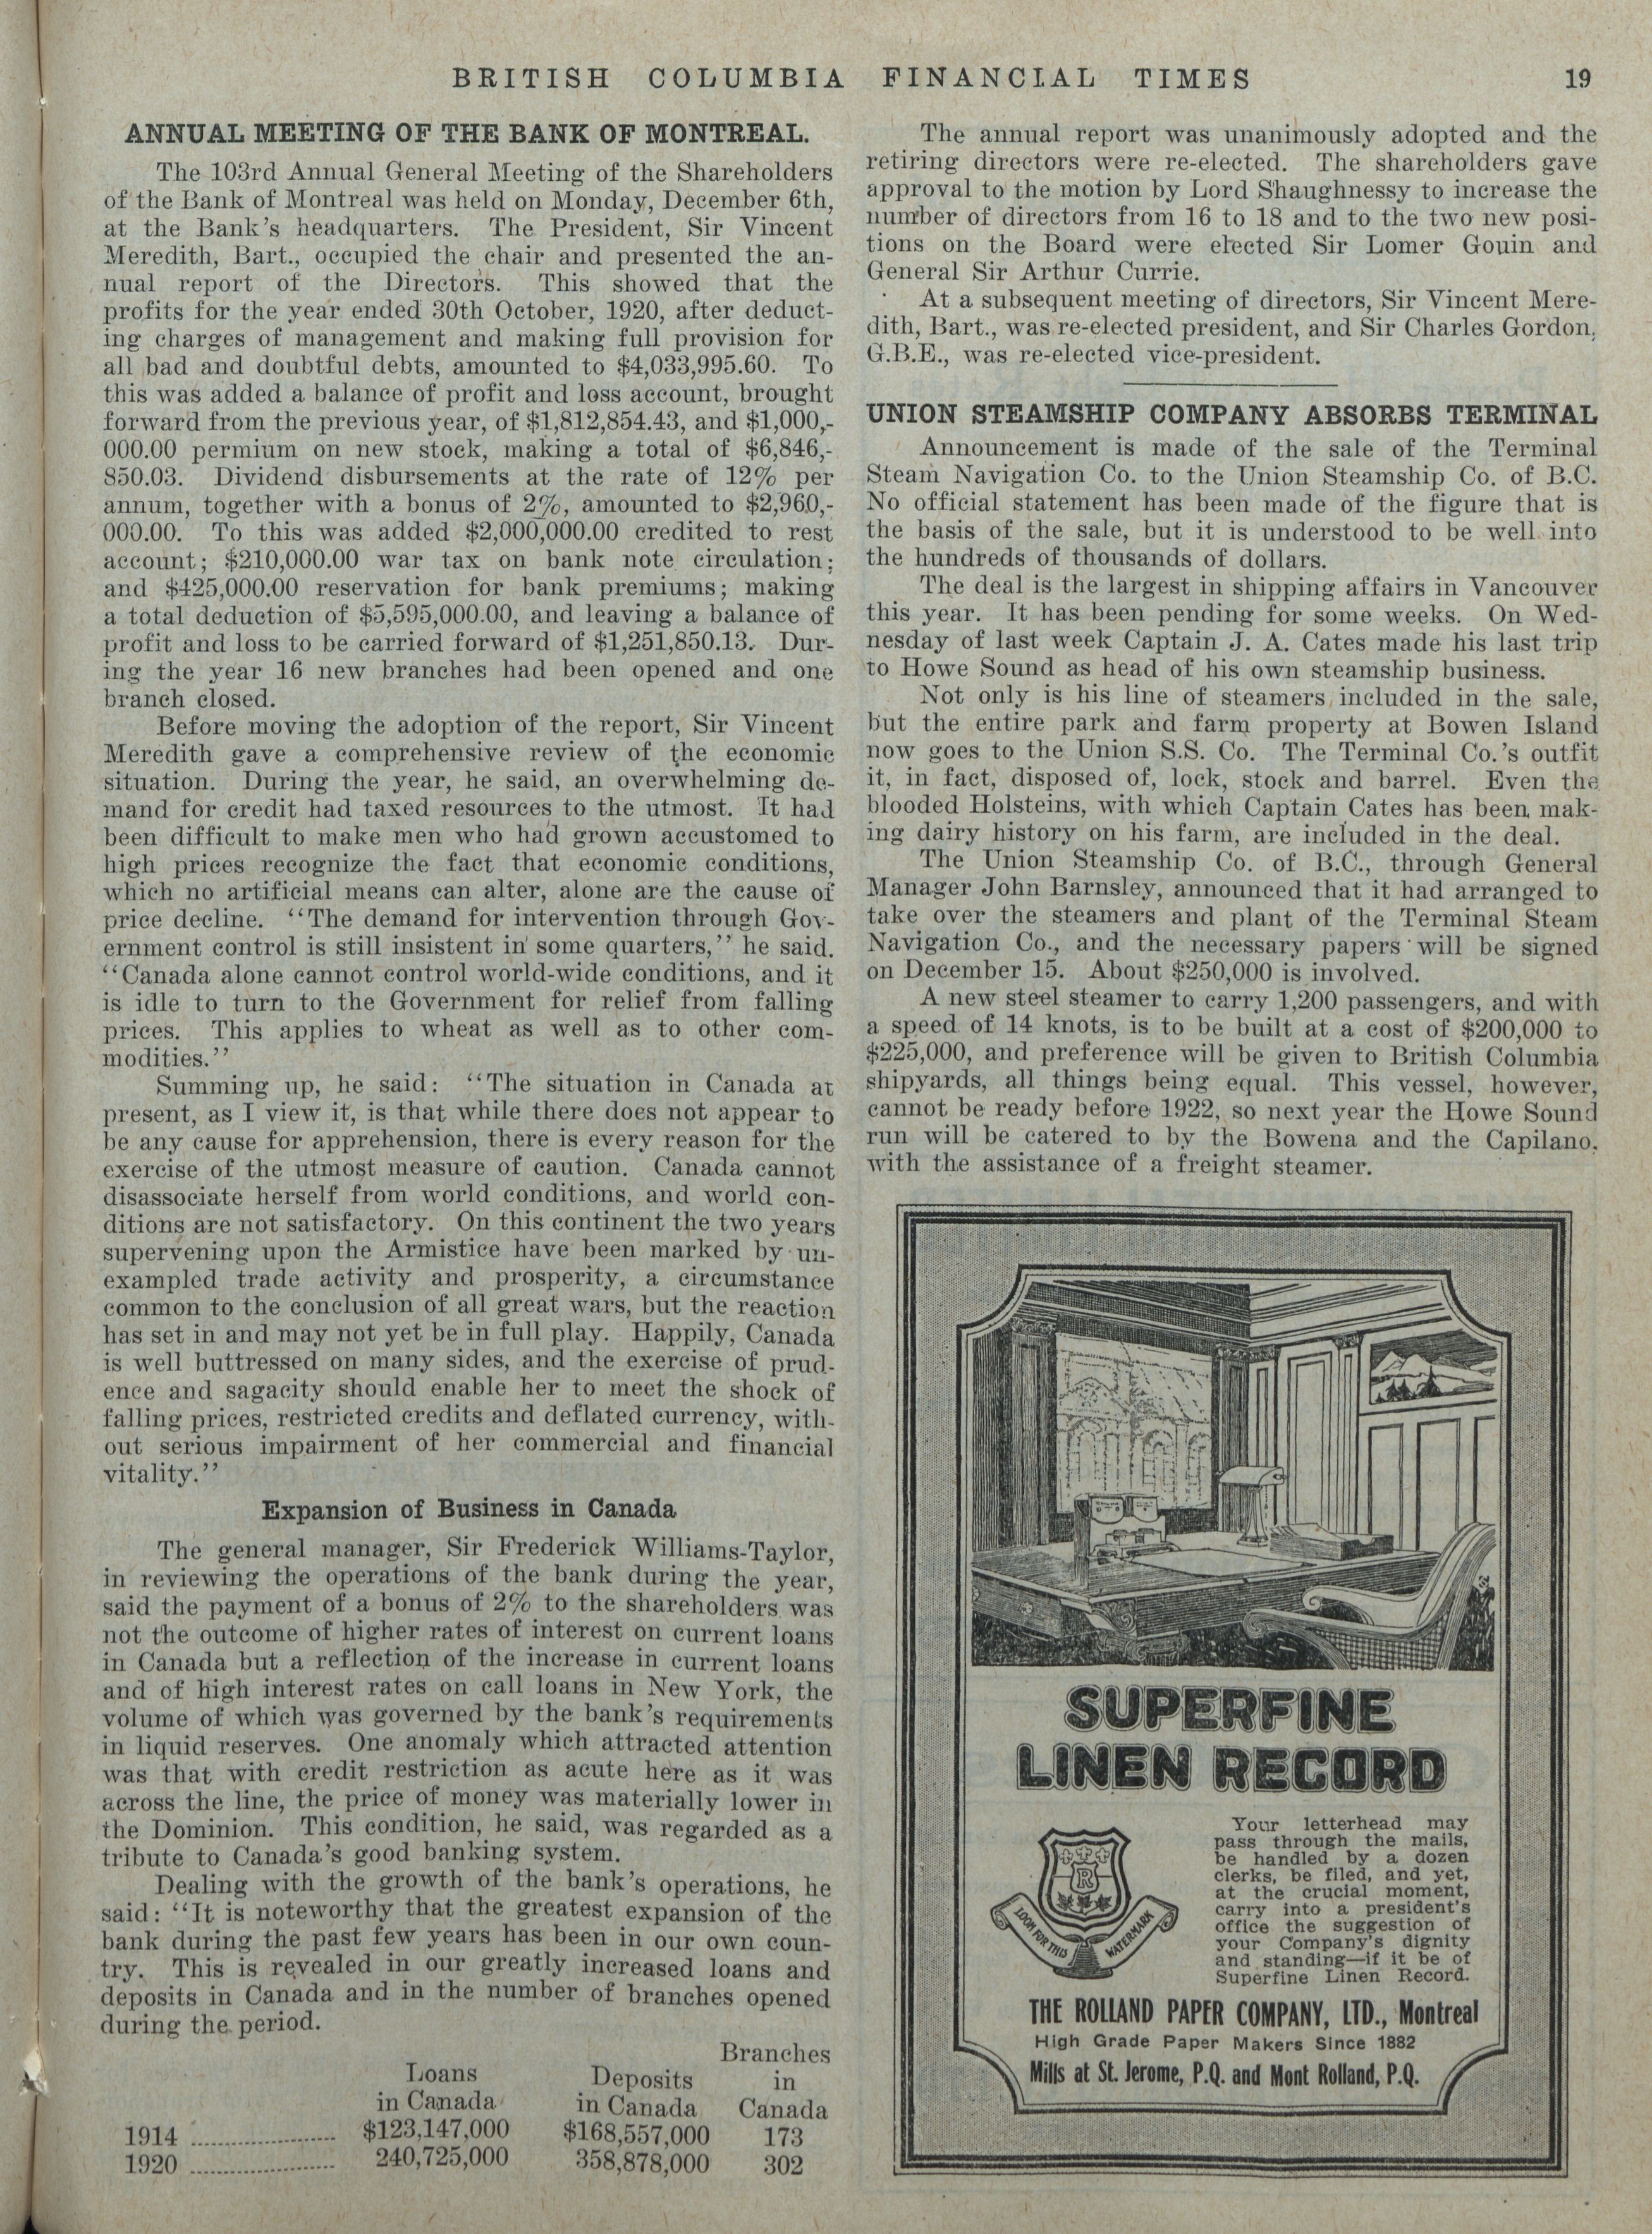 BRITISH COLUMBIA FINANCIAL TIMES 19
ANNUAL MEETING OF THE BANK OF MONTREAL.
The 103rd Annual General Meeting of the Shareholders
of the Bank of Montreal was held on Monday, December 6th,
at the Bank's headquarters. The President, Sir Vincent
Meredith, Bart., occupied the chair and presented the an-
nual report of the Directors. This showed that the
profits for the year ended 30th October, 1920, after deduct-
ing charges of management and making full provision for
all bad and doubtful debts, amounted to $4,033,995.60. To
this was added a balance of profit and loss account, brought
forward from the previous year, of $1,812,854.43, and $1,000,-
000.00 permium on new stock, making a total of $6,846,-
850.03. Dividend disbursements at the rate of 12% per
annum, together with a bonus of 2%, amounted to $2,960,-
000.00. To this was added $2,000,000.00 credited to rest
account; $210,000.00 war tax on bank note circulation;
and $425,000.00 reservation for bank premiums; making
a total deduction of $5,595,000.00, and leaving a balance of
profit and loss to be carried forward of $1,251,850.13. Dur-
ing the year 16 new branches had been opened and one
branch closed.
Before moving the adoption of the report, Sir Vincent
Meredith gave a comprehensive review of the economic
situation. During the year, he said, an overwhelming de-
mand for credit had taxed resources to the utmost. It had
been difficult to make men who had grown accustomed to
high prices recognize the fact that economic conditions,
which no artificial means can alter, alone are the cause of
price decline. "The demand for intervention through Gov-
ernment control is still insistent in some quarters," he said.
"Canada alone cannot control world-wide conditions, and it
is idle to turn to the Government for relief from falling
prices. This applies to wheat as well as to other com-
modities."
Summing up, he said: "The situation in Canada at
present, as I view it, is that while there does not appear to
be any cause for apprehension, there is every reason for the
exercise of the utmost measure of caution. Canada cannot
disassociate herself from world conditions, and world con-
ditions are not satisfactory. On this continent the two years
supervening upon the Armistice have been marked by un-
exampled trade activity and prosperity, a circumstance
common to the conclusion of all great wars, but the reaction
has set in and may not yet be in full play. Happily, Canada
is well buttressed on many sides, and the exercise of prud-
ence and sagacity should enable her to meet the shock of
falling prices, restricted credits and deflated currency, with-
out serious impairment of her commercial and financial
vitality."
Expansion of Business in Canada
The general manager, Sir Frederick Williams-Taylor,
in reviewing the operations of the bank during the year,
said the payment of a bonus of 2% to the shareholders was
not the outcome of higher rates of interest on current loans
in Canada but a reflection of the increase in current loans
and of high interest rates on call loans in New York, the
volume of which was governed by the bank's requirements
in liquid reserves. One anomaly which attracted attention
was that with credit restriction as acute here as it was
across the line, the price of money was materially lower in
the Dominion. This condition, he said, was regarded as a
tribute to Canada's good banking system.
Dealing with the growth of the bank's operations, he
said: "It is noteworthy that the greatest expansion of the
bank during the past few years has been in our own coun-
try. This is revealed in our greatly increased loans and
deposits in Canada and in the number of branches opened
during the period.
Branches
Loans Deposits in
in Canada in Canada Canada
1914 ........................ $123,147,000 $168,557,000 173
1920 ........................ 240,725,000 358,878,000 302
The annual report was unanimously adopted and the
retiring directors were re-elected. The shareholders gave
approval to the motion by Lord Shaughnessy to increase the
number of directors from 16 to 18 and to the two new posi-
tions on the Board were elected Sir Lomer Gouin and
General Sir Arthur Currie.
At a subsequent meeting of directors, Sir Vincent Mere-
dith, Bart., was re-elected president, and Sir Charles Gordon,
G.B.E., was re-elected vice-president.
UNION STEAMSHIP COMPANY ABSORBS TERMINAL
Announcement is made of the sale of the Terminal
Steam Navigation Co. to the Union Steamship Co. of B.C.
No official statement has been made of the figure that is
the basis of the sale, but it is understood to be well into
the hundreds of thousands of dollars.
The deal is the largest in shipping affairs in Vancouver
this year. It has been pending for some weeks. On Wed-
nesday of last week Captain J. A. Cates made his last trip
to Howe Sound as head of his own steamship business.
Not only is his line of steamers included in the sale,
but the entire park and farm property at Bowen Island
now goes to the Union S.S. Co. The Terminal Co.'s outfit
it, in fact, disposed of, lock, stock and barrel. Even the
blooded Holsteins, with which Captain Cates has been mak-
ing dairy history on his farm, are included in the deal.
The Union Steamship Co. of B.C., through General
Manager John Barnsley, announced that it had arranged to
take over the steamers and plant of the Terminal Steam
Navigation Co., and the necessary papers will be signed
on December 15. About $250,000 is involved.
A new steel steamer to carry 1,200 passengers, and with
a speed of 14 knots, is to be built at a cost of $200,000 to
$225,000, and preference will be given to British Columbia
shipyards, all things being equal. This vessel, however,
cannot be ready before 1922, so next year the Howe Sound
run will be catered to by the Bowena and the Capilano,
with the assistance of a freight steamer.
SUPERFINE
LINEN RECORD
R
LOOK FOR THIS WATERMARK
Your letterhead may
pass through the mails,
be handled by a dozen
clerks, be filed, and yet,
at the crucial moment,
carry into a president's
office the suggestion of
your Company's dignity
and standing—if it be of
Superfine Linen Record.
THE ROLLAND PAPER COMPANY, LTD., Montreal
High Grade Paper Makers Since 1882
Mills at St. Jerome, P.Q. and Mont Rolland, P.Q.